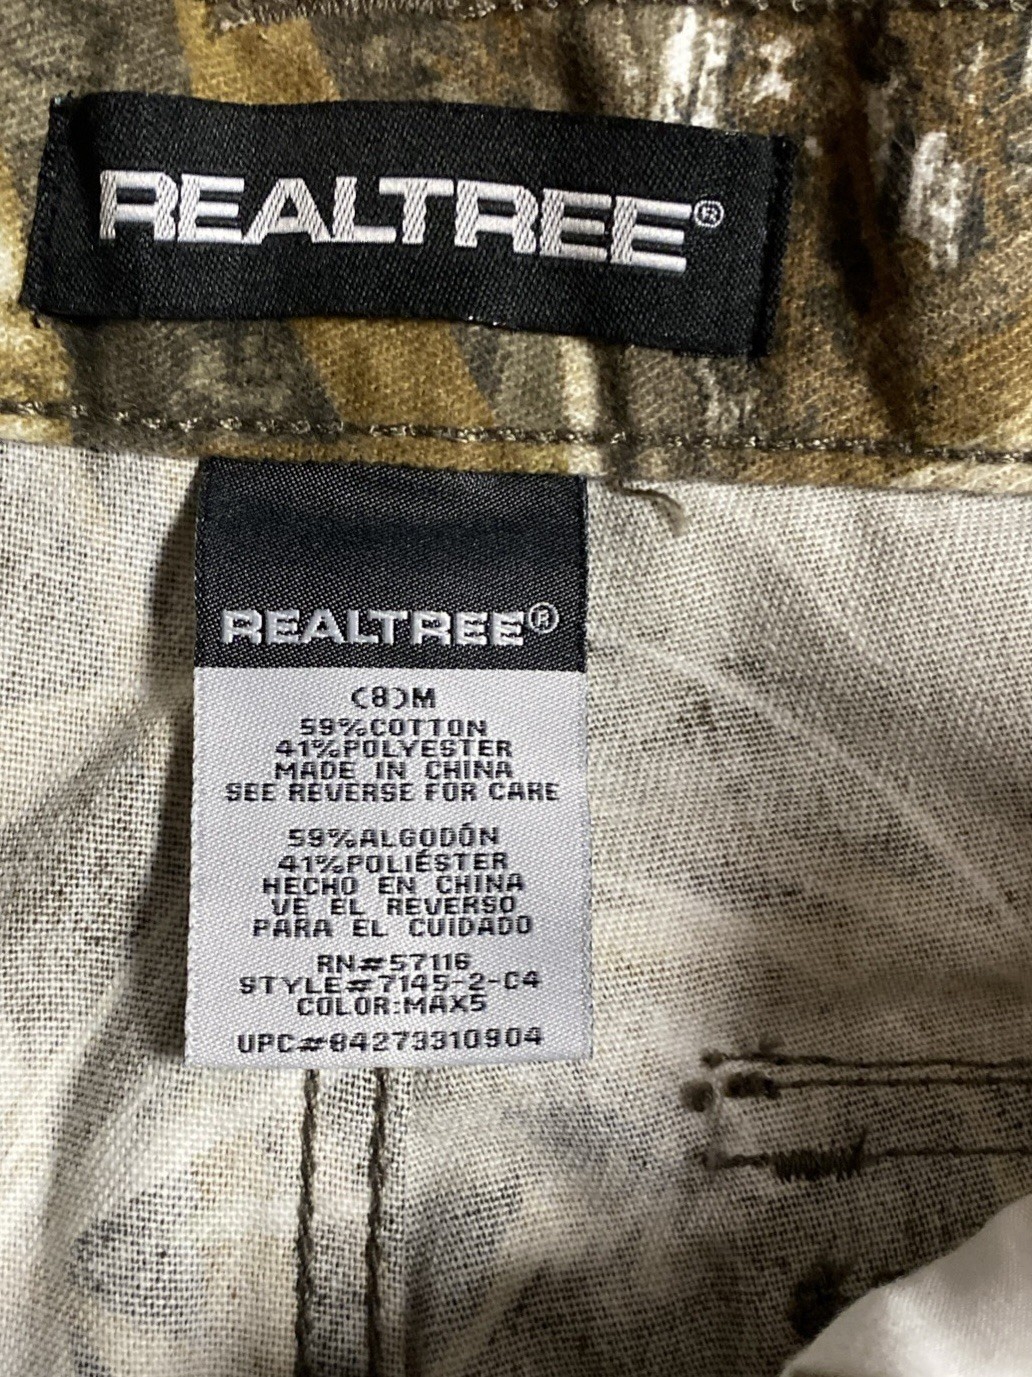 REALTREE®
REALTREE®
(8)M
59%COTTON
41%POLYESTER
MADE IN CHINA
SEE REVERSE FOR CARE
59%ALGODÓN
41%POLIÉSTER
HECHO EN CHINA
VE EL REVERSO
PARA EL CUIDADO
RN#57116
STYLE#7145-2-C4
COLOR:MAX5
UPC#84273310904